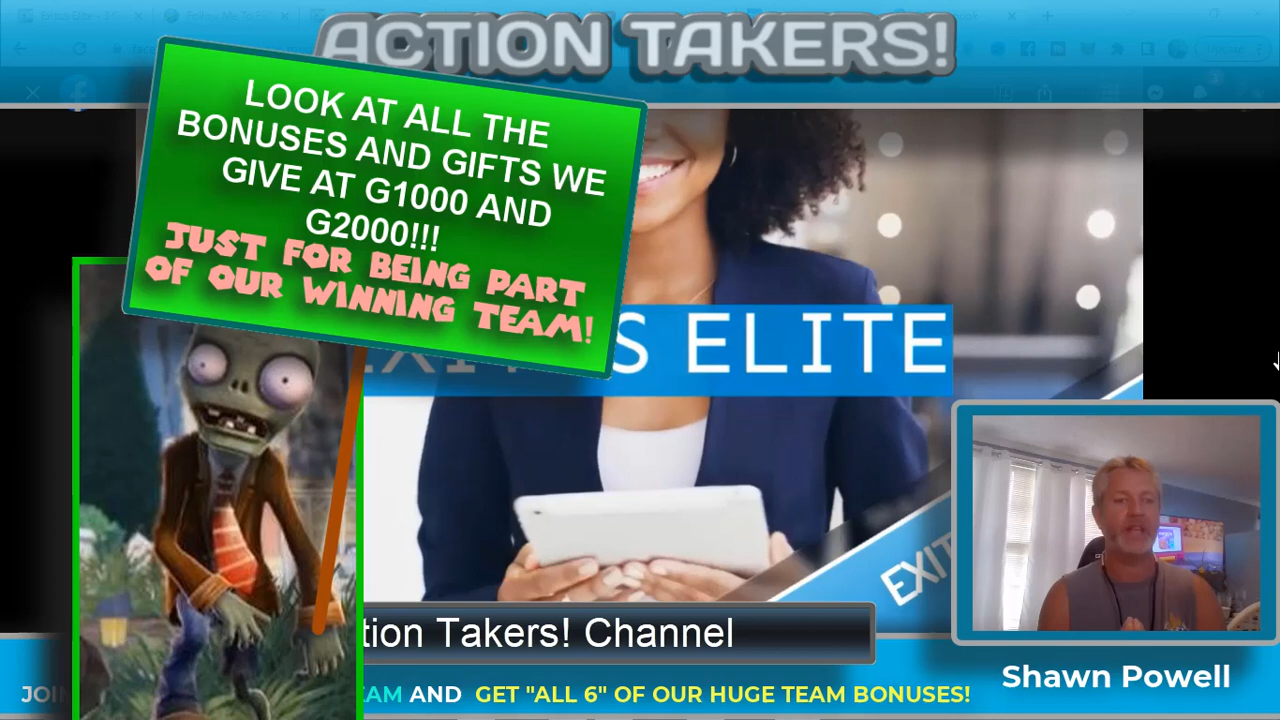 ACTION TAKERS!
LOOK AT ALL THE
BONUSES AND GIFTS WE
GIVE AT G1000 AND
G2000!!!
JUST FOR BEING PART
OF OUR WINNING TEAM!
S ELITE
EXIT
tion Takers! Channel
Shawn Powell
JOIN
AM AND GET "ALL 6" OF OUR HUGE TEAM BONUSES!